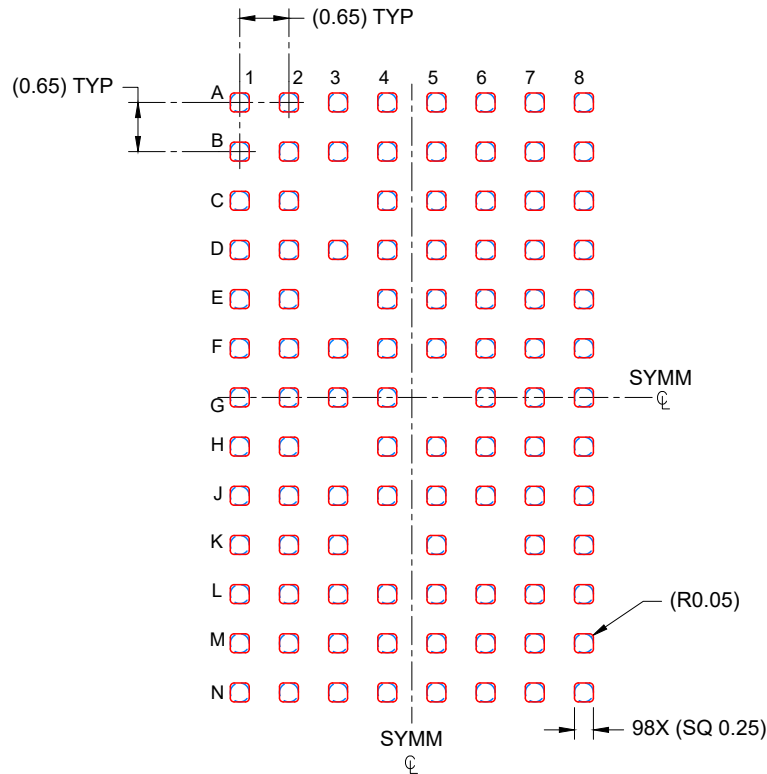 (0.65) TYP
(0.65) TYP
1 2 3 4 5 6 7 8
A
B
C
D
E
F
G
H
J
K
L
M
N
SYMM
℄
(R0.05)
98X (SQ 0.25)
SYMM
℄